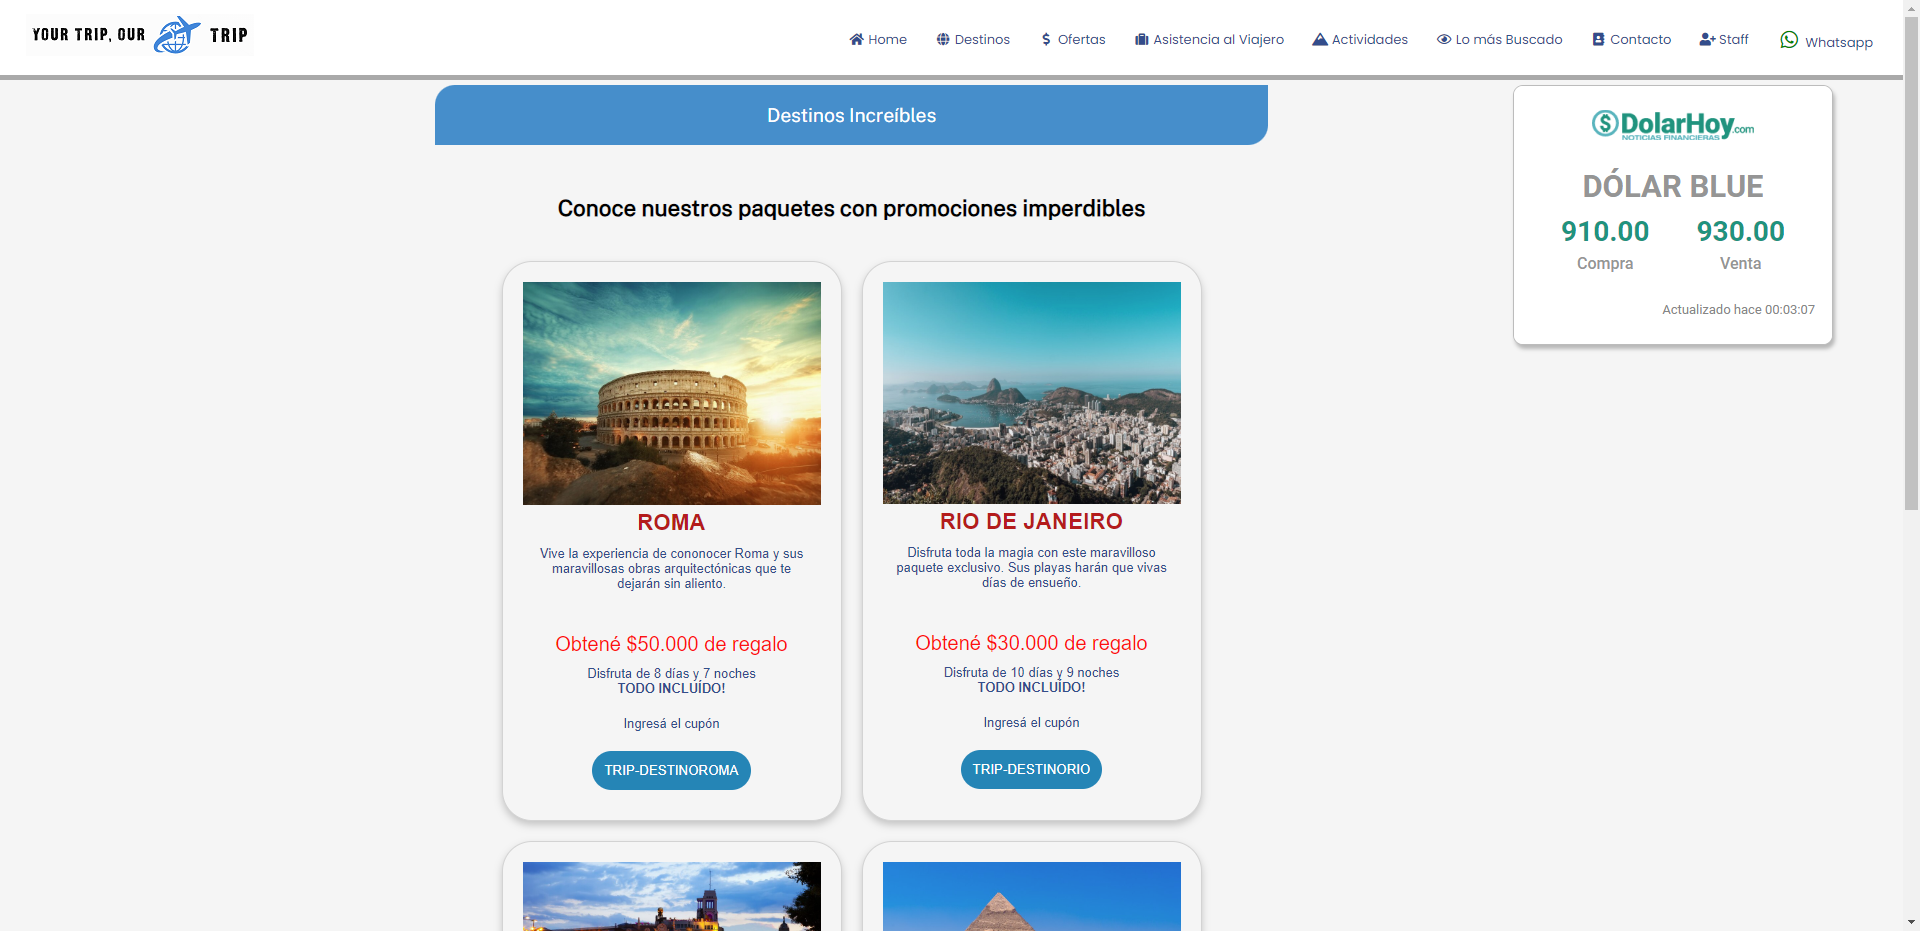 YOUR TRIP, OUR TRIP
Home
Destinos
Ofertas
Asistencia al Viajero
Actividades
Lo más Buscado
Contacto
Staff
Whatsapp
Destinos Increíbles
Conoce nuestros paquetes con promociones imperdibles
ROMA
Vive la experiencia de cononocer Roma y sus
maravillosas obras arquitectónicas que te
dejarán sin aliento.
Obtené $50.000 de regalo
Disfruta de 8 días y 7 noches
TODO INCLUÍDO!
Ingresá el cupón
TRIP-DESTINOROMA
RIO DE JANEIRO
Disfruta toda la magia con este maravilloso
paquete exclusivo. Sus playas harán que vivas
días de ensueño.
Obtené $30.000 de regalo
Disfruta de 10 días y 9 noches
TODO INCLUÍDO!
Ingresá el cupón
TRIP-DESTINORIO
DolarHoy.com
NOTICIAS FINANCIERAS
DÓLAR BLUE
910.00 930.00
Compra Venta
Actualizado hace 00:03:07